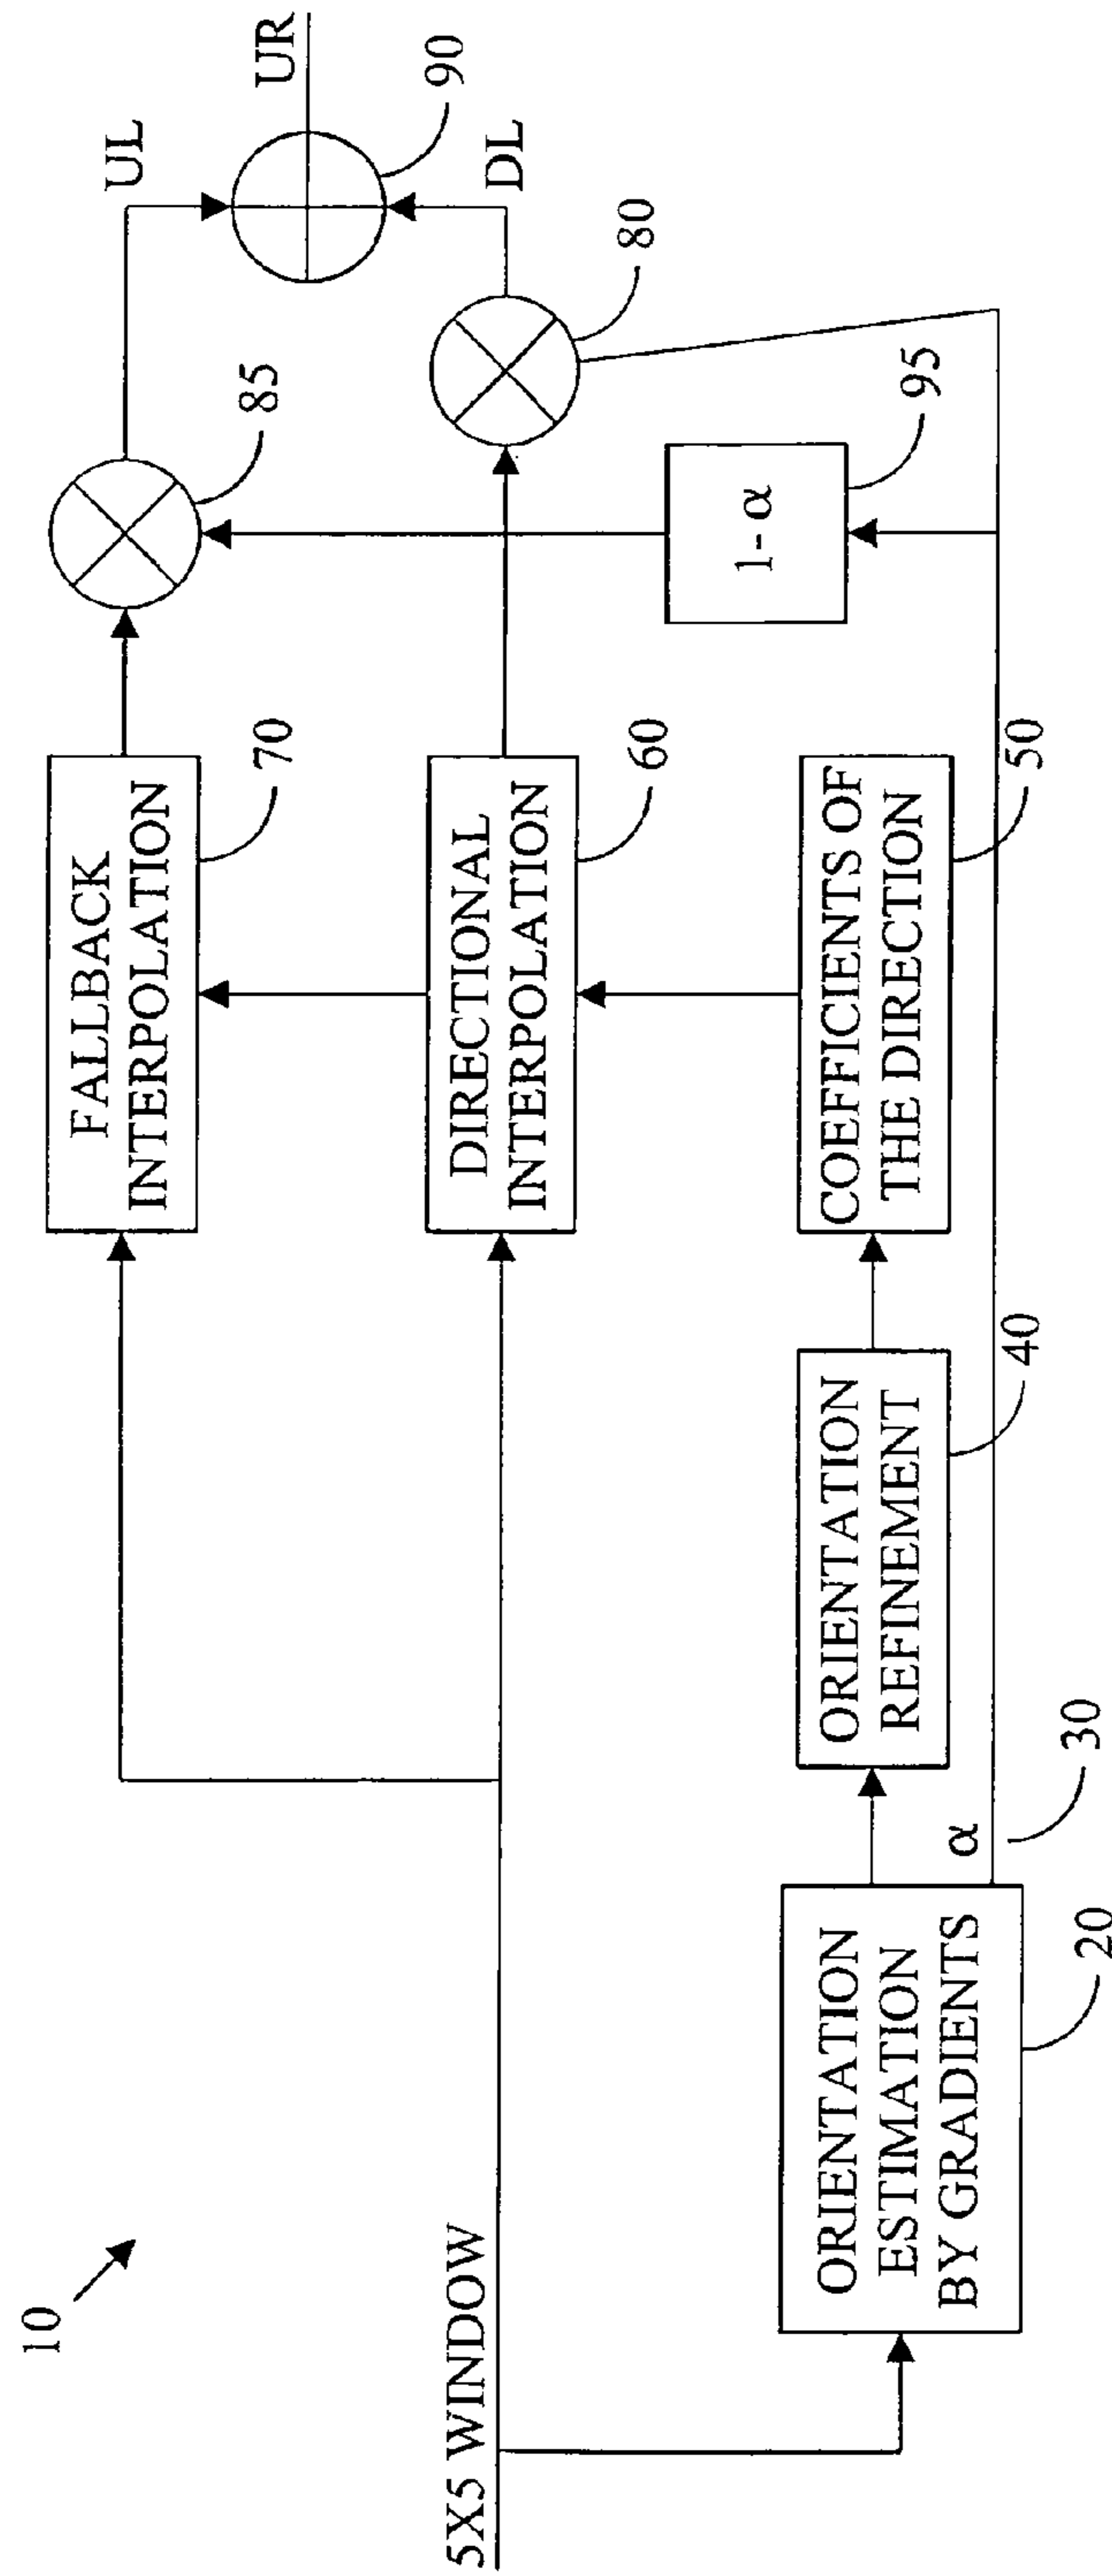 10
5X5 WINDOW
FALLBACK
INTERPOLATION
70
85
UL
UR
90
DIRECTIONAL
INTERPOLATION
60
80
DL
ORIENTATION
ESTIMATION
BY GRADIENTS
20
α
30
ORIENTATION
REFINEMENT
40
COEFFICIENTS OF
THE DIRECTION
50
1- α
95